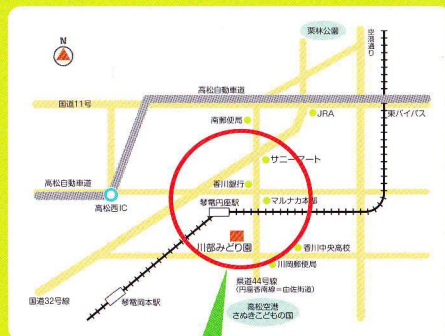 N
栗林公園
空港通り
高松自動車道
国道11号
JRA
東バイパス
南郵便局
サニーマート
高松自動車道
香川銀行
高松西IC
琴電円座駅
マルナカ本部
川部みどり園
香川中央高校
川岡郵便局
県道44号線
(円座香南線=由佐街道)
国道32号線
琴電岡本駅
高松空港
さぬきこどもの国